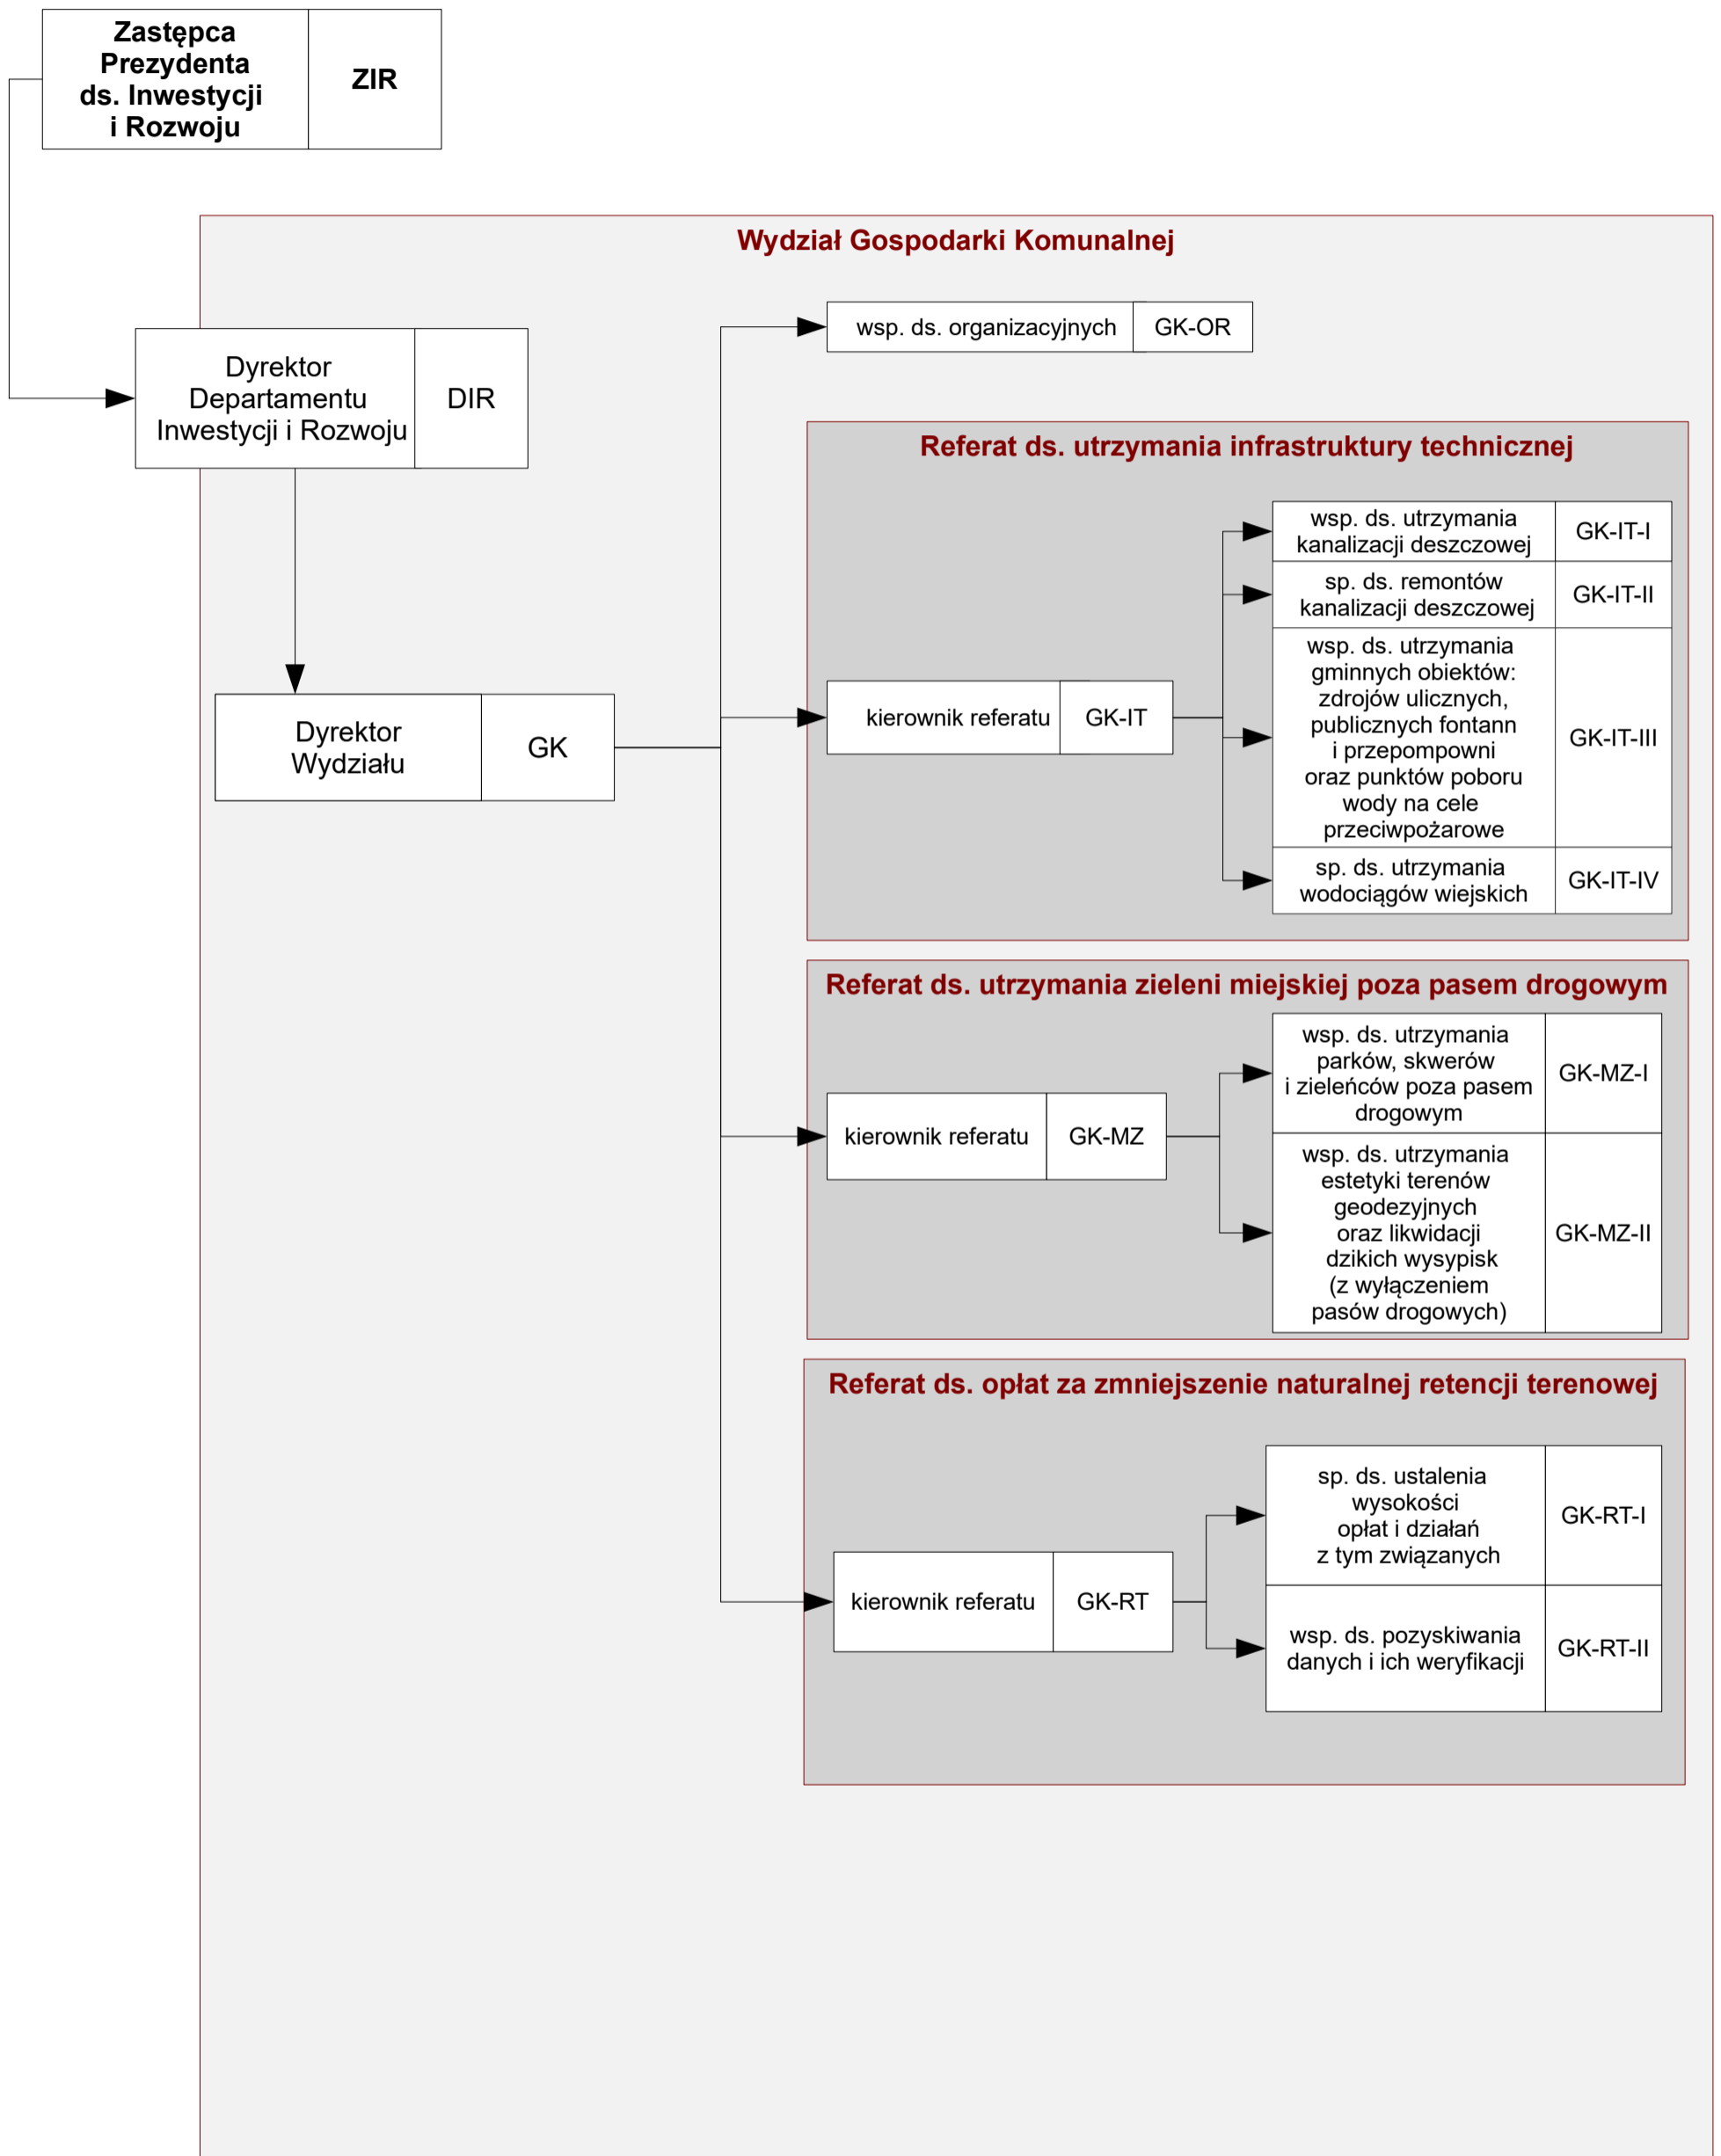 Zastępca
Prezydenta
ds. Inwestycji
i Rozwoju
ZIR
Wydział Gospodarki Komunalnej
wsp. ds. organizacyjnych
GK-OR
Dyrektor
Departamentu
Inwestycji i Rozwoju
DIR
Dyrektor
Wydziału
GK
Referat ds. utrzymania infrastruktury technicznej
kierownik referatu
GK-IT
wsp. ds. utrzymania
kanalizacji deszczowej
GK-IT-I
sp. ds. remontów
kanalizacji deszczowej
GK-IT-II
wsp. ds. utrzymania
gminnych obiektów:
zdrojów ulicznych,
publicznych fontann
i przepompowni
oraz punktów poboru
wody na cele
przeciwpożarowe
GK-IT-III
sp. ds. utrzymania
wodociągów wiejskich
GK-IT-IV
Referat ds. utrzymania zieleni miejskiej poza pasem drogowym
kierownik referatu
GK-MZ
wsp. ds. utrzymania
parków, skwerów
i zieleńców poza pasem
drogowym
GK-MZ-I
wsp. ds. utrzymania
estetyki terenów
geodezyjnych
oraz likwidacji
dzikich wysypisk
(z wyłączeniem
pasów drogowych)
GK-MZ-II
Referat ds. opłat za zmniejszenie naturalnej retencji terenowej
kierownik referatu
GK-RT
sp. ds. ustalenia
wysokości
opłat i działań
z tym związanych
GK-RT-I
wsp. ds. pozyskiwania
danych i ich weryfikacji
GK-RT-II